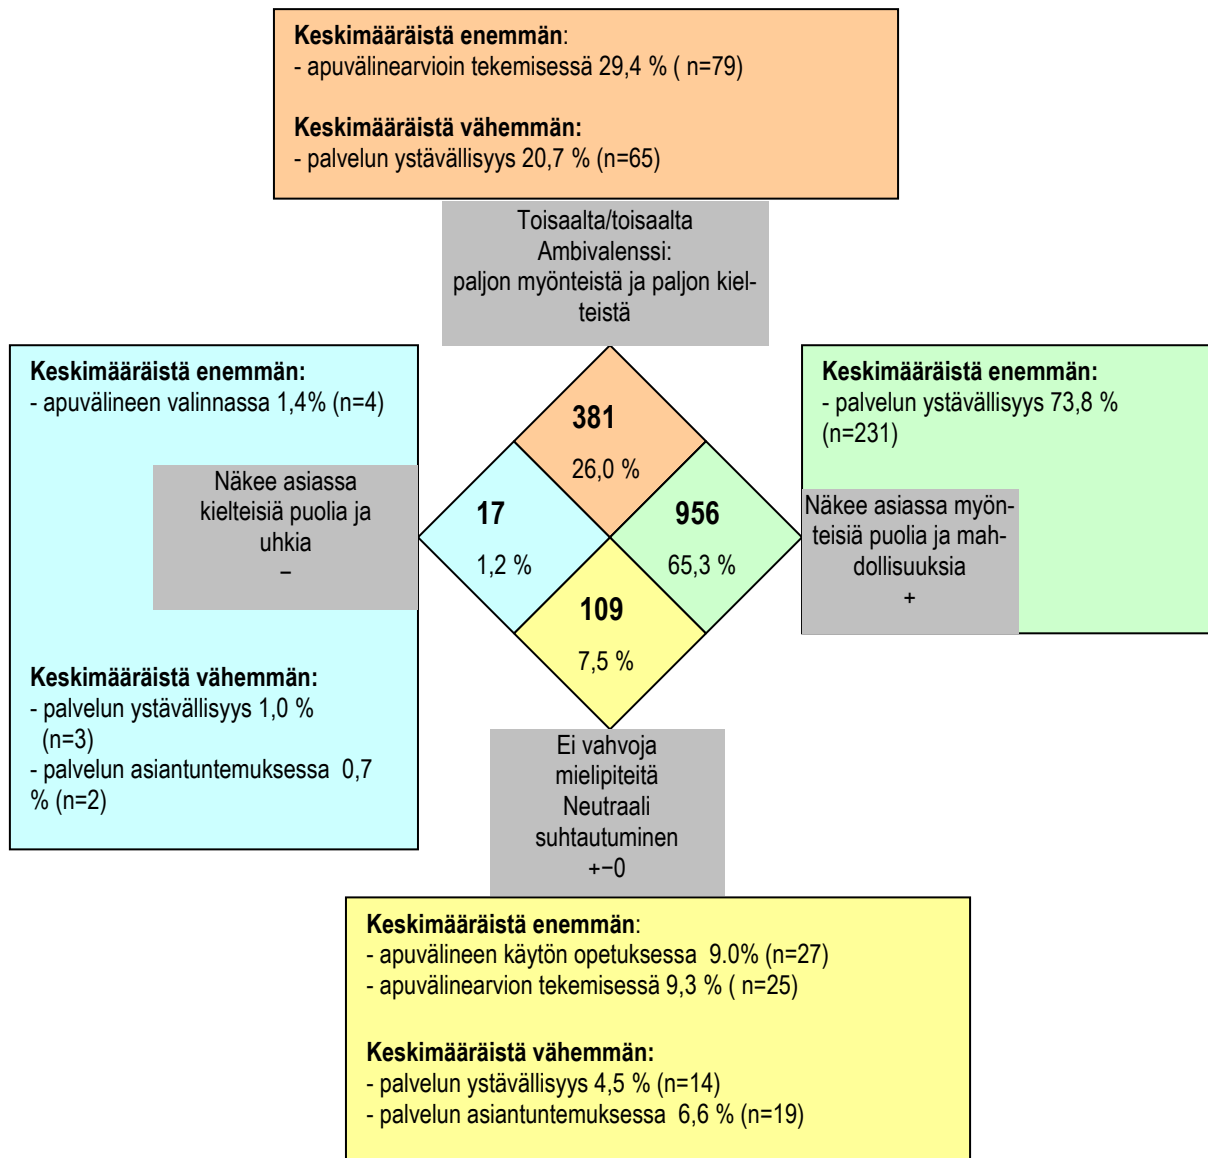 Keskimääräistä enemmän:
- apuvälinearvioin tekemisessä 29,4 % ( n=79)
Keskimääräistä vähemmän:
- palvelun ystävällisyys 20,7 % (n=65)
Toisaalta/toisaalta
Ambivalenssi:
paljon myönteistä ja paljon kiel-
teistä
Keskimääräistä enemmän:
- apuvälineen valinnassa 1,4% (n=4)
Näkee asiassa
kielteisiä puolia ja
uhkia
−
Keskimääräistä vähemmän:
- palvelun ystävällisyys 1,0 %
(n=3)
- palvelun asiantuntemuksessa 0,7
% (n=2)
381
26,0 %
17
1,2 %
956
65,3 %
109
7,5 %
Keskimääräistä enemmän:
- palvelun ystävällisyys 73,8 %
(n=231)
Näkee asiassa myön-
teisiä puolia ja mah-
dollisuuksia
+
Ei vahvoja
mielipiteitä
Neutraali
suhtautuminen
+−0
Keskimääräistä enemmän:
- apuvälineen käytön opetuksessa 9.0% (n=27)
- apuvälinearvion tekemisessä 9,3 % ( n=25)
Keskimääräistä vähemmän:
- palvelun ystävällisyys 4,5 % (n=14)
- palvelun asiantuntemuksessa 6,6 % (n=19)